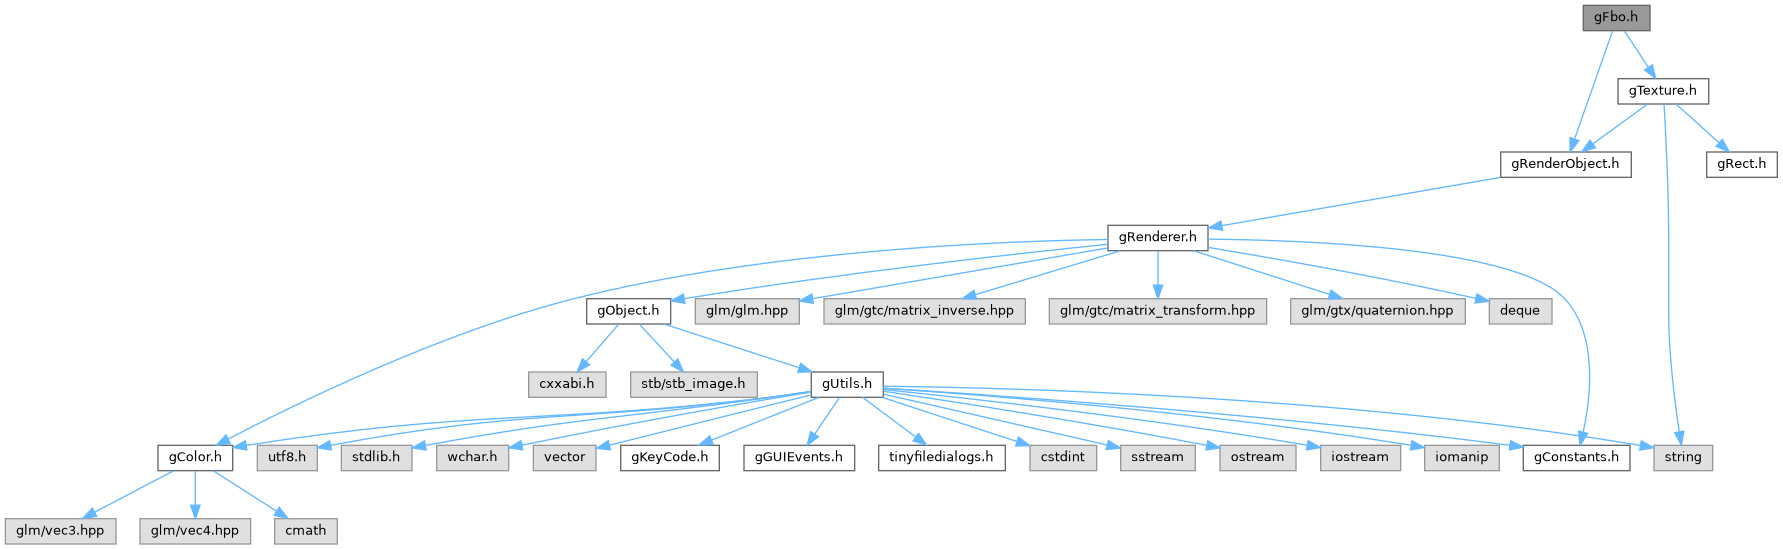 gFbo.h
gTexture.h
gRenderObject.h
gRect.h
gRenderer.h
gObject.h
glm/glm.hpp
glm/gtc/matrix_inverse.hpp
glm/gtc/matrix_transform.hpp
glm/gtx/quaternion.hpp
deque
cxxabi.h
stb/stb_image.h
gUtils.h
gColor.h
utf8.h
stdlib.h
wchar.h
vector
gKeyCode.h
gGUIEvents.h
tinyfiledialogs.h
cstdint
sstream
ostream
iostream
iomanip
gConstants.h
string
glm/vec3.hpp
glm/vec4.hpp
cmath